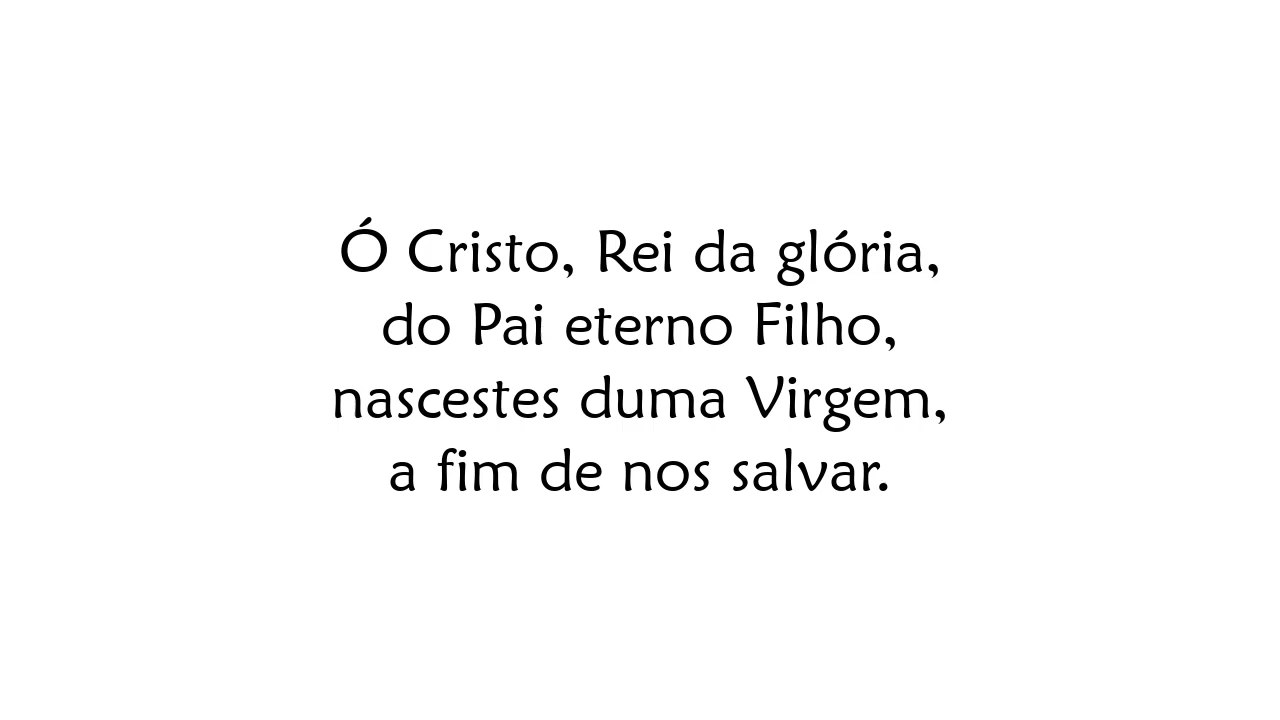 Ó Cristo, Rei da glória,
do Pai eterno Filho,
nascestes duma Virgem,
a fim de nos salvar.